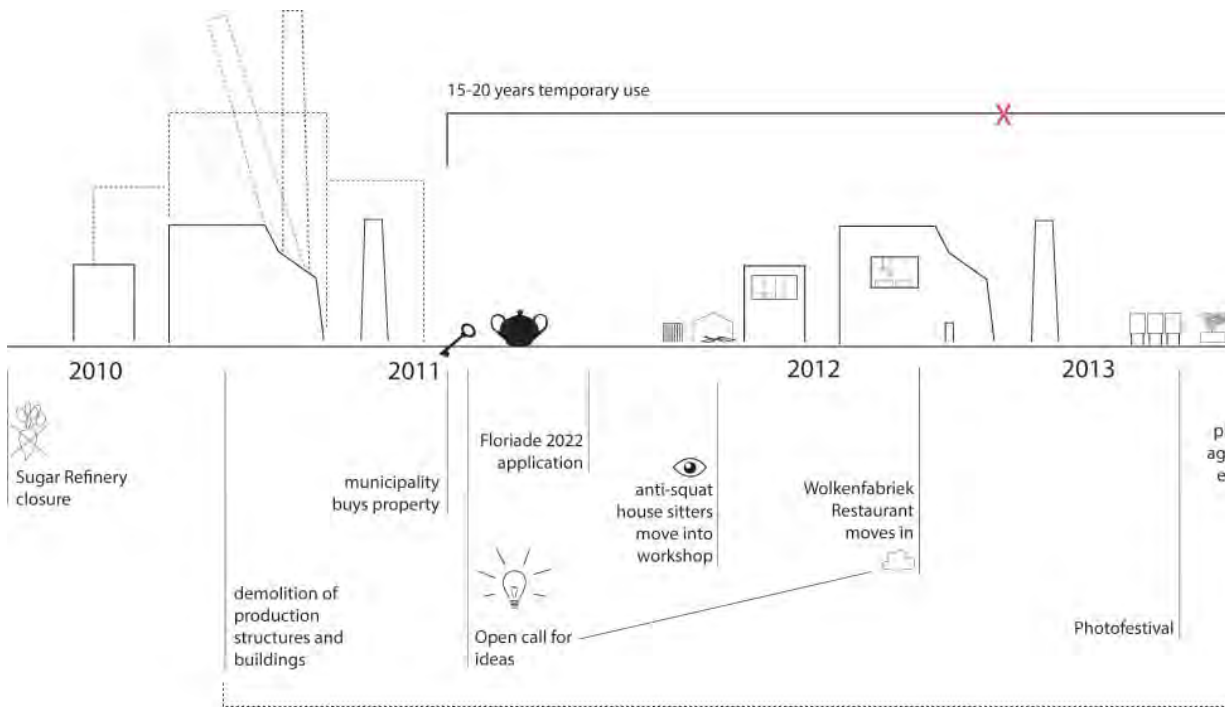 15-20 years temporary use
2010
2011
2012
2013
Sugar Refinery
closure
demolition of
production
structures and
buildings
municipality
buys property
Floriade 2022
application
Open call for
ideas
anti-squat
house sitters
move into
workshop
Wolkenfabriek
Restaurant
moves in
Photofestival
p
ag
e